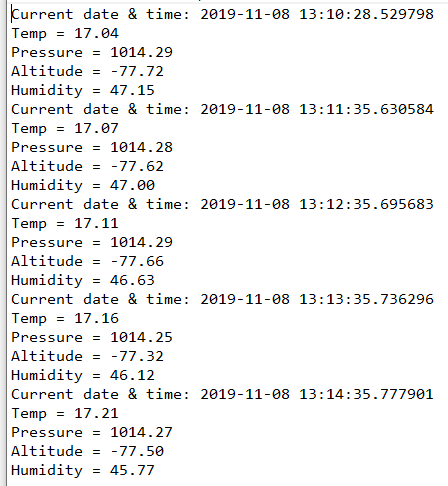 Current date & time: 2019-11-08 13:10:28.529798
Temp = 17.04
Pressure = 1014.29
Altitude = -77.72
Humidity = 47.15
Current date & time: 2019-11-08 13:11:35.630584
Temp = 17.07
Pressure = 1014.28
Altitude = -77.62
Humidity = 47.00
Current date & time: 2019-11-08 13:12:35.695683
Temp = 17.11
Pressure = 1014.29
Altitude = -77.66
Humidity = 46.63
Current date & time: 2019-11-08 13:13:35.736296
Temp = 17.16
Pressure = 1014.25
Altitude = -77.32
Humidity = 46.12
Current date & time: 2019-11-08 13:14:35.777901
Temp = 17.21
Pressure = 1014.27
Altitude = -77.50
Humidity = 45.77